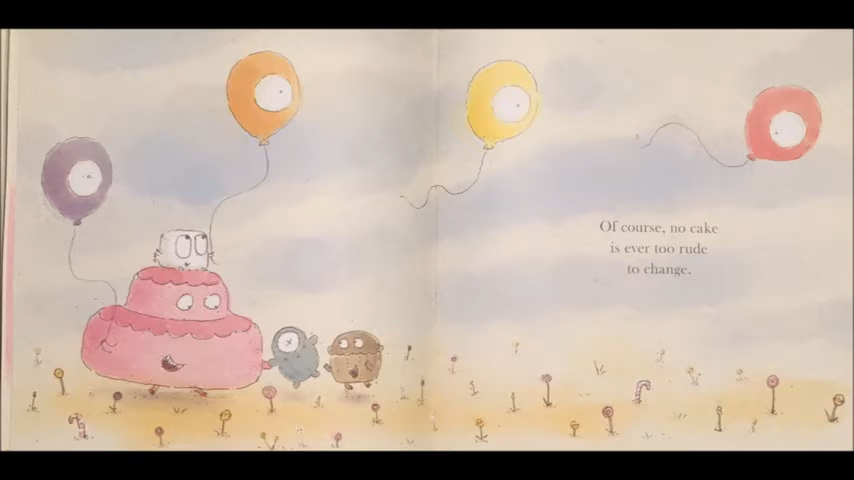 Of course, no cake
is ever too rude
to change.